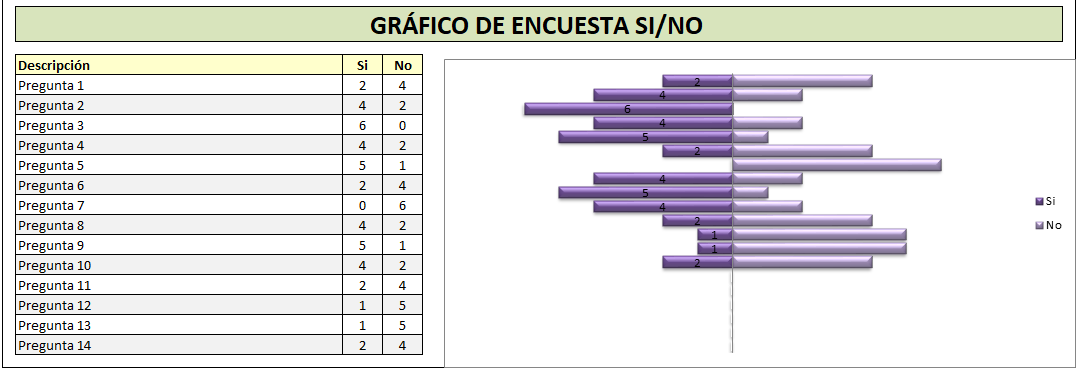 GRÁFICO DE ENCUESTA SI/NO
Descripción Si No
Pregunta 1 2 4
Pregunta 2 4 2
Pregunta 3 6 0
Pregunta 4 4 2
Pregunta 5 5 1
Pregunta 6 2 4
Pregunta 7 0 6
Pregunta 8 4 2
Pregunta 9 5 1
Pregunta 10 4 2
Pregunta 11 2 4
Pregunta 12 1 5
Pregunta 13 1 5
Pregunta 14 2 4
2
4
6
4
5
2
4
5
4
2
1
1
2
Si
No